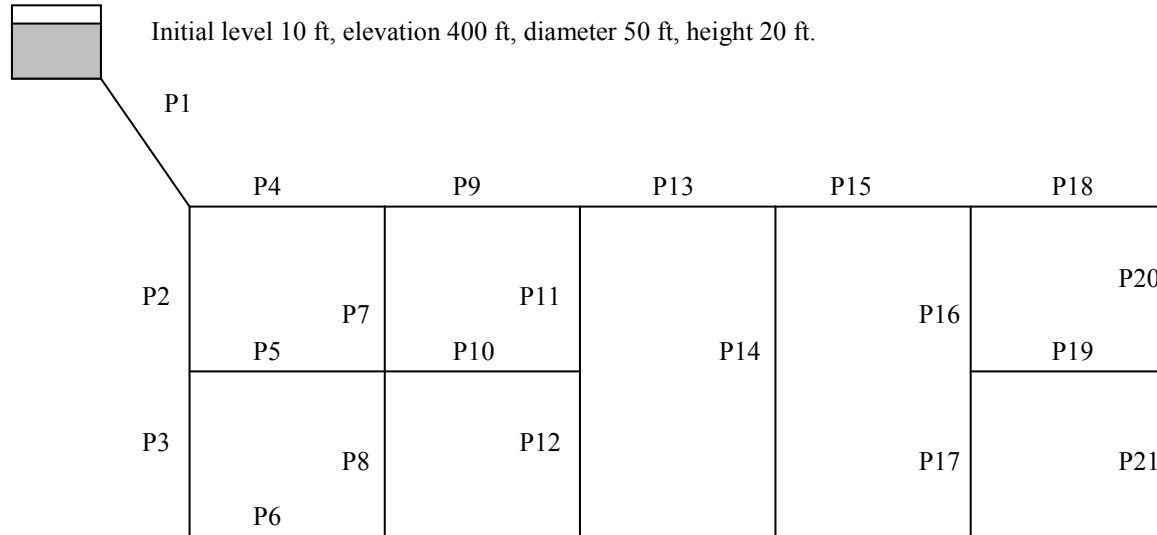 Initial level 10 ft, elevation 400 ft, diameter 50 ft, height 20 ft.
P1
P4 P9 P13 P15 P18
P20
P2 P11
P7 P16
P5 P10 P14 P19
P3 P12
P8 P17 P21
P6